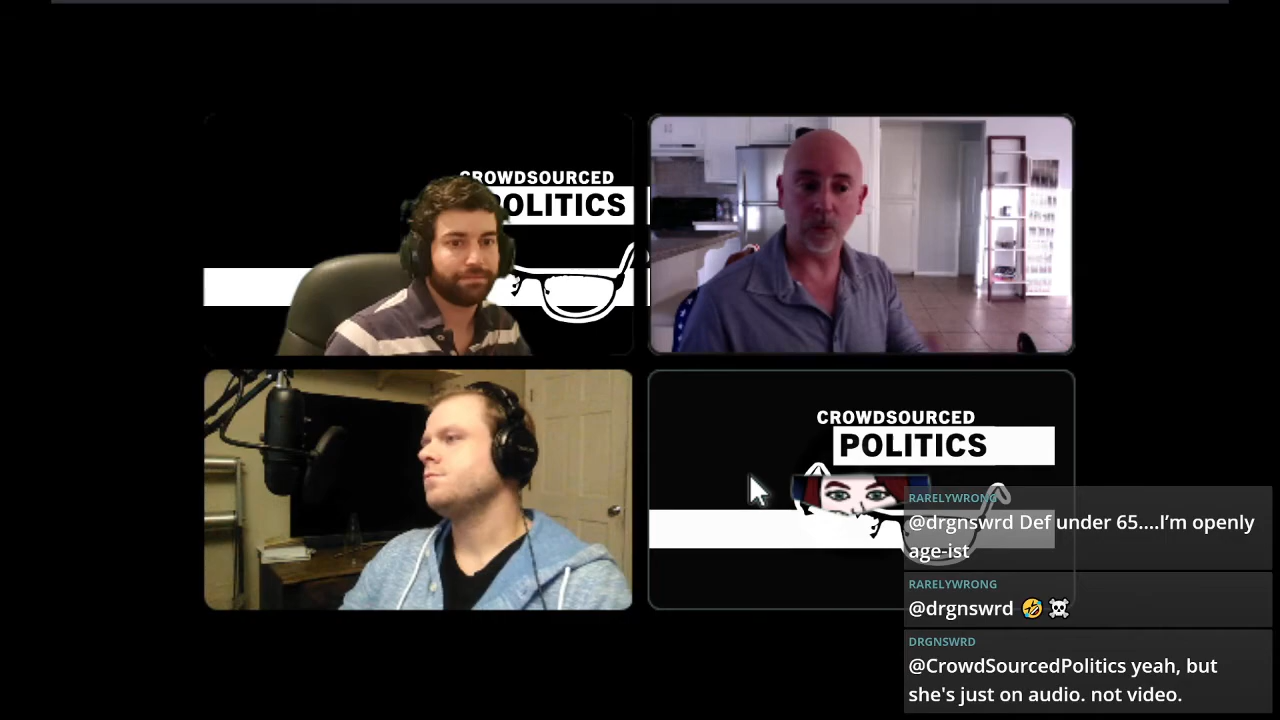 CROWDSOURCED
POLITICS
CROWDSOURCED
POLITICS
RARELYWRONG
@drgnswrd Def under 65....I’m openly
age-ist
RARELYWRONG
@drgnswrd 🤣 ☠️
DRGNSWRD
@CrowdSourcedPolitics yeah, but
she's just on audio. not video.